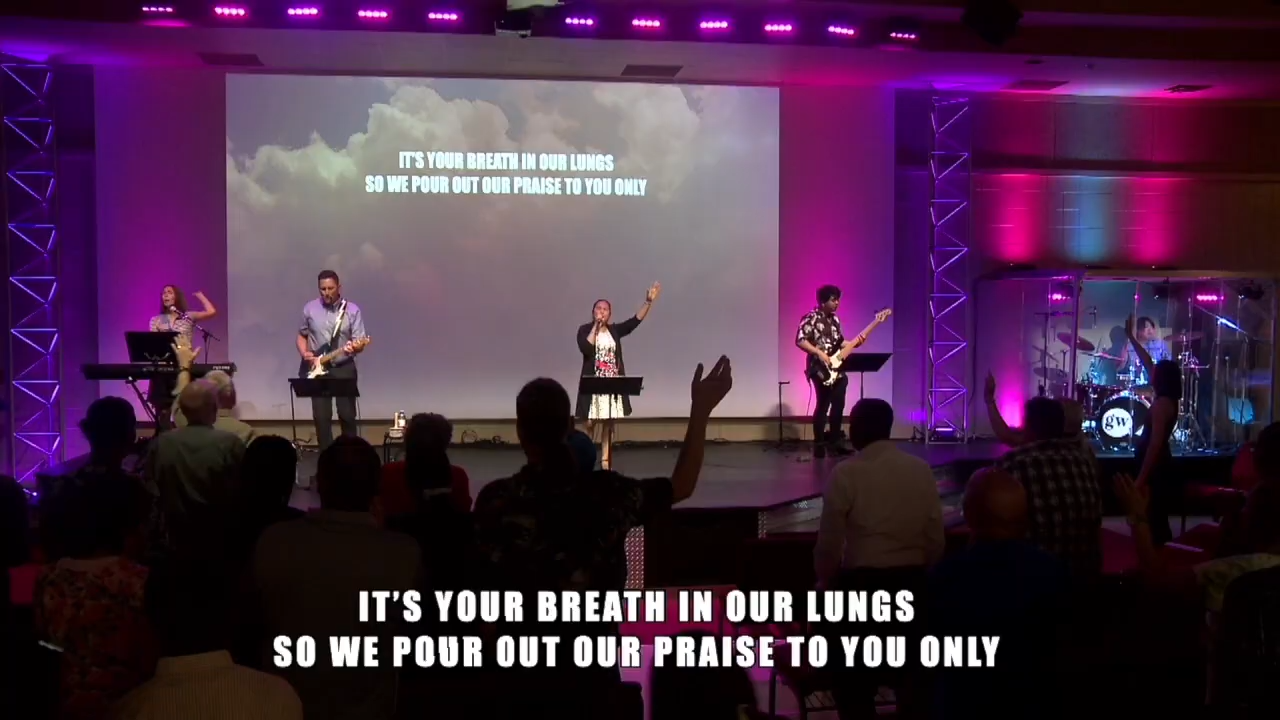 IT'S YOUR BREATH IN OUR LUNGS
SO WE POUR OUT OUR PRAISE TO YOU ONLY
gw
IT'S YOUR BREATH IN OUR LUNGS
SO WE POUR OUT OUR PRAISE TO YOU ONLY